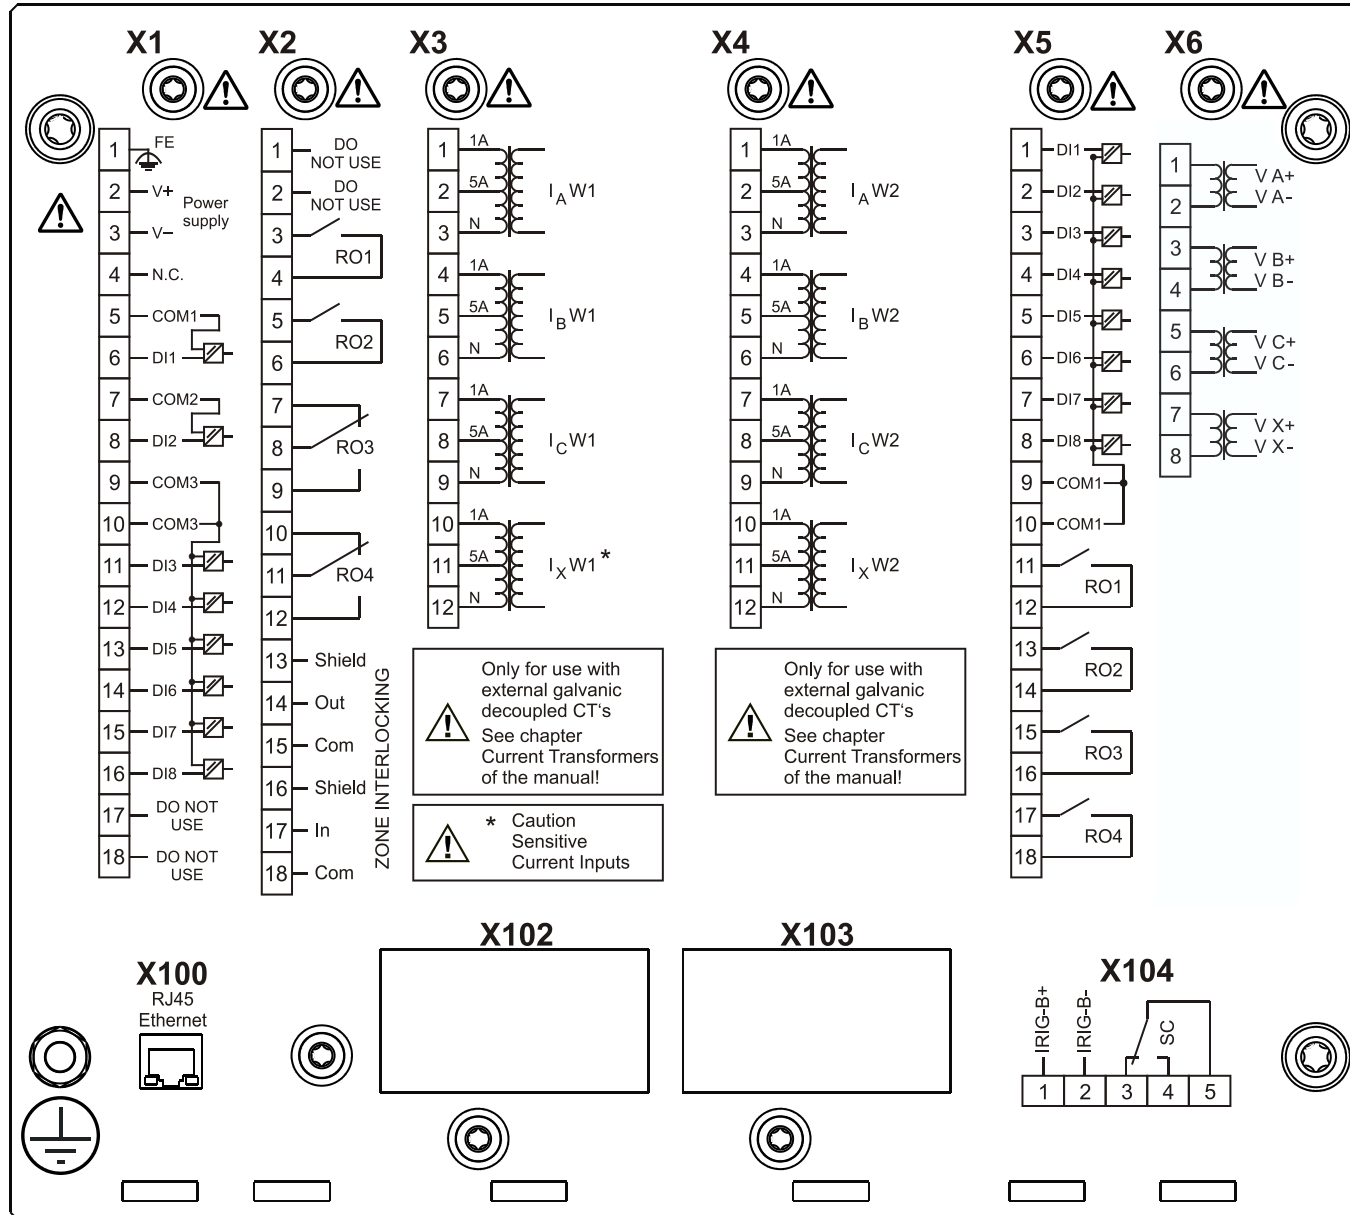 X1
1
FE
2
V+
Power
supply
3
V–
4
N.C.
5
COM1
6
DI1
7
COM2
8
DI2
9
COM3
10
COM3
11
DI3
12
DI4
13
DI5
14
DI6
15
DI7
16
DI8
17
DO NOT
USE
18
DO NOT
USE
X2
1
DO
NOT USE
2
DO
NOT USE
3
RO1
4
5
RO2
6
7
8
RO3
9
10
11
RO4
12
13
Shield
14
Out
15
Com
16
Shield
17
In
18
Com
ZONE INTERLOCKING
X3
1
1A
2
5A
IA W1
3
N
4
1A
5
5A
IB W1
6
N
7
1A
8
5A
IC W1
9
N
10
1A
11
5A
IX W1*
12
N
Only for use with
external galvanic
decoupled CT‘s
See chapter
Current Transformers
of the manual!
* Caution
Sensitive
Current Inputs
X4
1
1A
2
5A
IA W2
3
N
4
1A
5
5A
IB W2
6
N
7
1A
8
5A
IC W2
9
N
10
1A
11
5A
IX W2
12
N
Only for use with
external galvanic
decoupled CT‘s
See chapter
Current Transformers
of the manual!
X5
1
DI1
2
DI2
3
DI3
4
DI4
5
DI5
6
DI6
7
DI7
8
DI8
9
COM1
10
COM1
11
RO1
12
13
RO2
14
15
RO3
16
17
RO4
18
X6
1
V A+
2
V A-
3
V B+
4
V B-
5
V C+
6
V C-
7
V X+
8
V X-
X100
RJ45
Ethernet
X102
X103
X104
IRIG-B+
IRIG-B-
SC
1 2 3 4 5